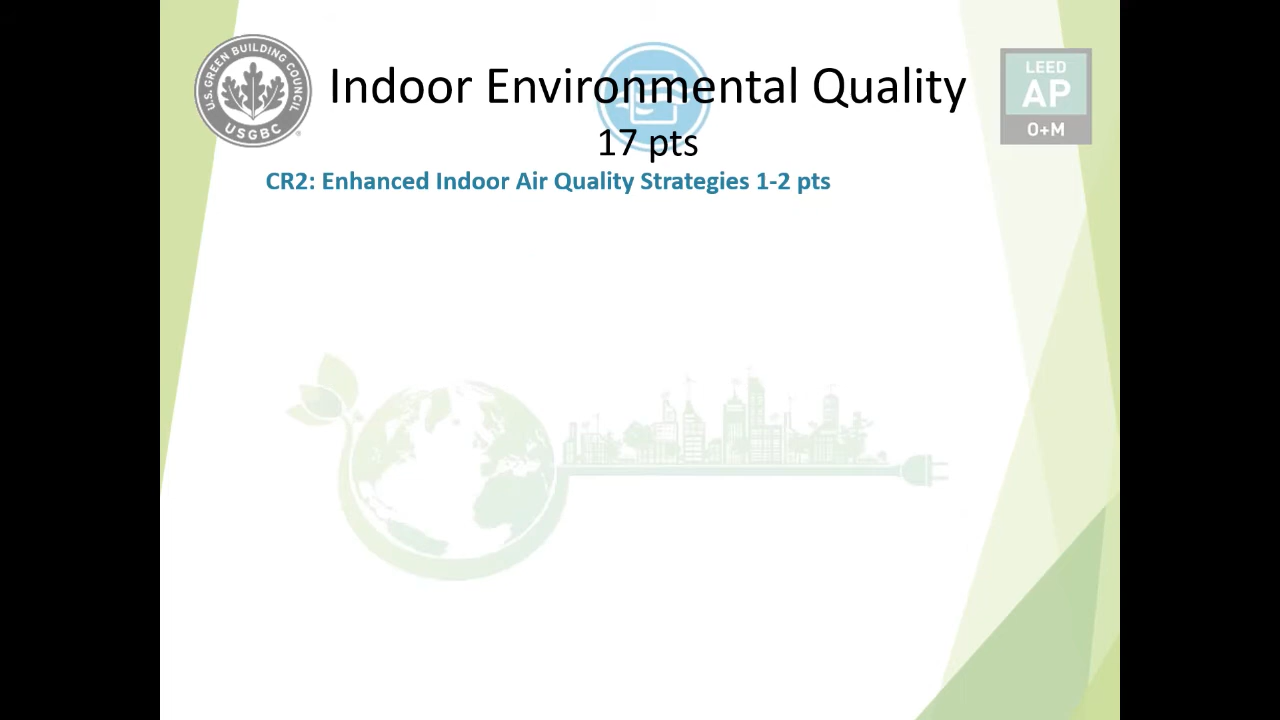 U.S. GREEN BUILDING COUNCIL
USGBC
Indoor Environmental Quality
17 pts
LEED
AP
O+M
CR2: Enhanced Indoor Air Quality Strategies 1-2 pts